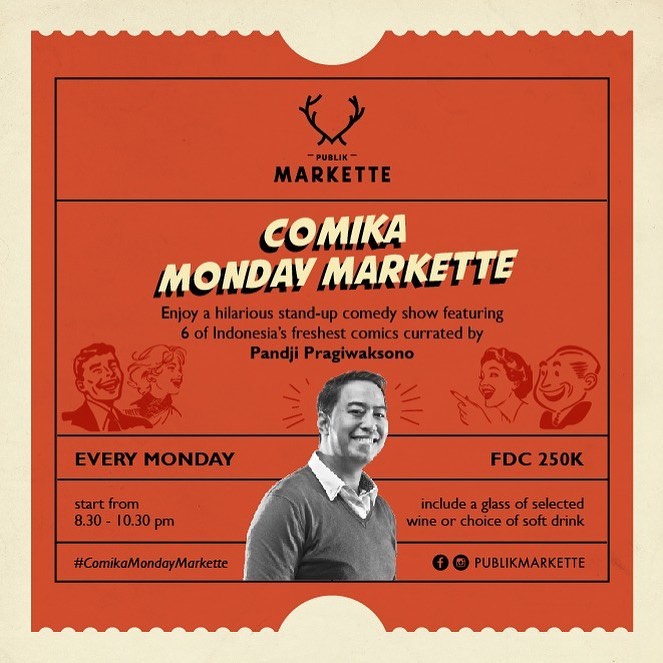 PUBLIK
MARKETTE
COMIKA
MONDAY MARKETTE
Enjoy a hilarious stand-up comedy show featuring
6 of Indonesia's freshest comics currated by
Pandji Pragiwaksono
EVERY MONDAY
FDC 250K
start from
8.30 - 10.30 pm
include a glass of selected
wine or choice of soft drink
#ComikaMondayMarkette
PUBLIKMARKETTE